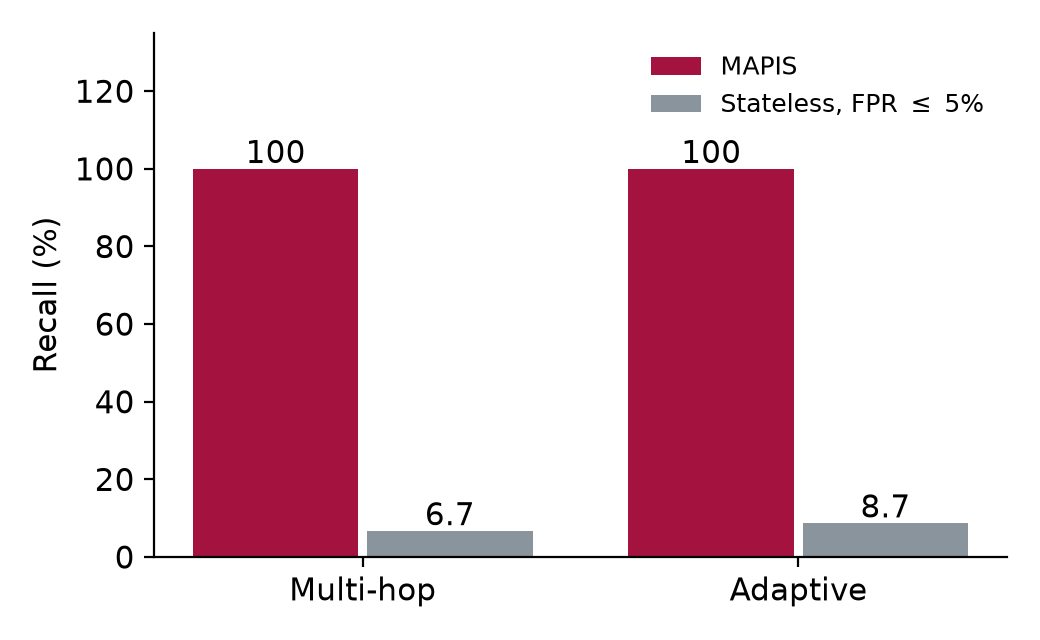 MAPIS
Stateless, FPR ≤ 5%
Recall (%)
120
100
80
60
40
20
0
100
6.7
100
8.7
Multi-hop
Adaptive